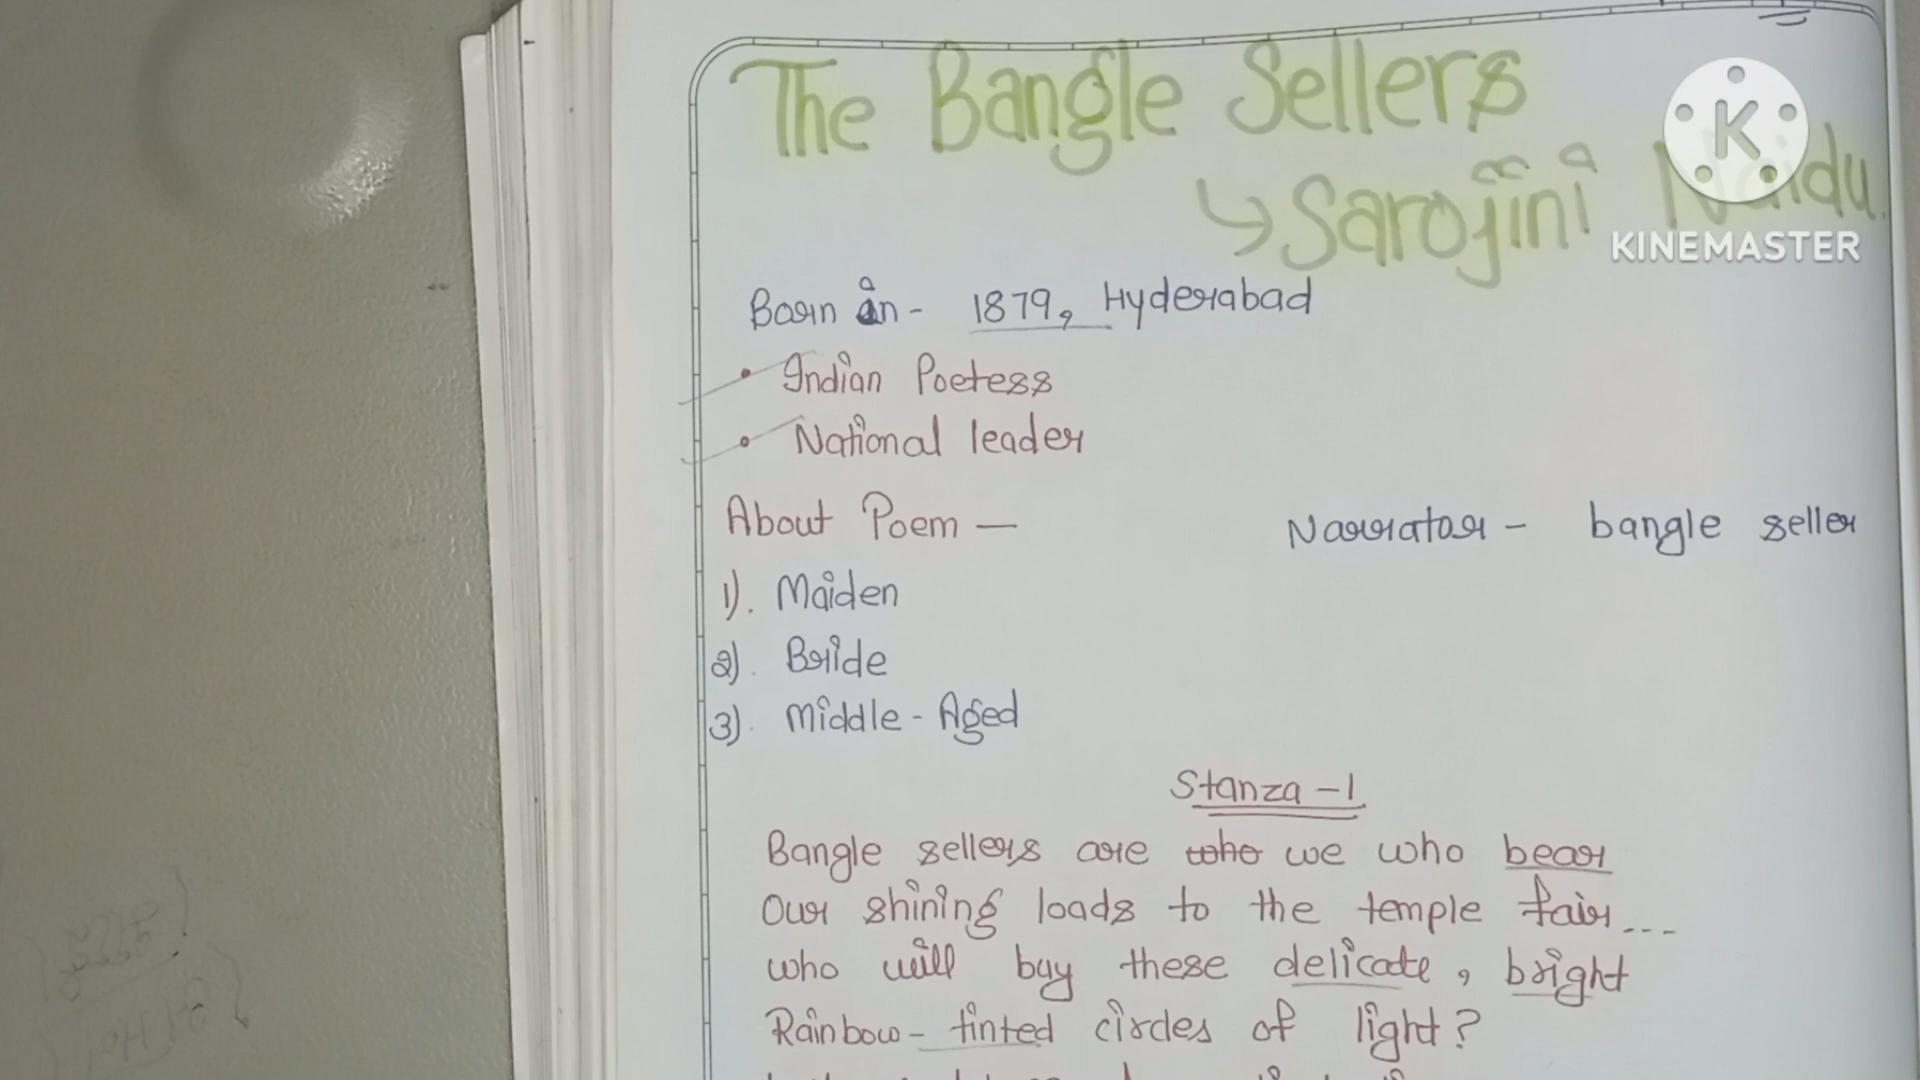 The Bangle Sellers
↳ Sarojini Naidu.
KINEMASTER
Born in - 1879, Hyderabad
• Indian Poetess
• National leader
About Poem — Narrator - bangle seller
1). Maiden
2). Bride
3). Middle - Aged
Stanza - 1
Bangle sellers are who we who bear
Our shining loads to the temple fair...
who will buy these delicate, bright
Rainbow - tinted circles of light?